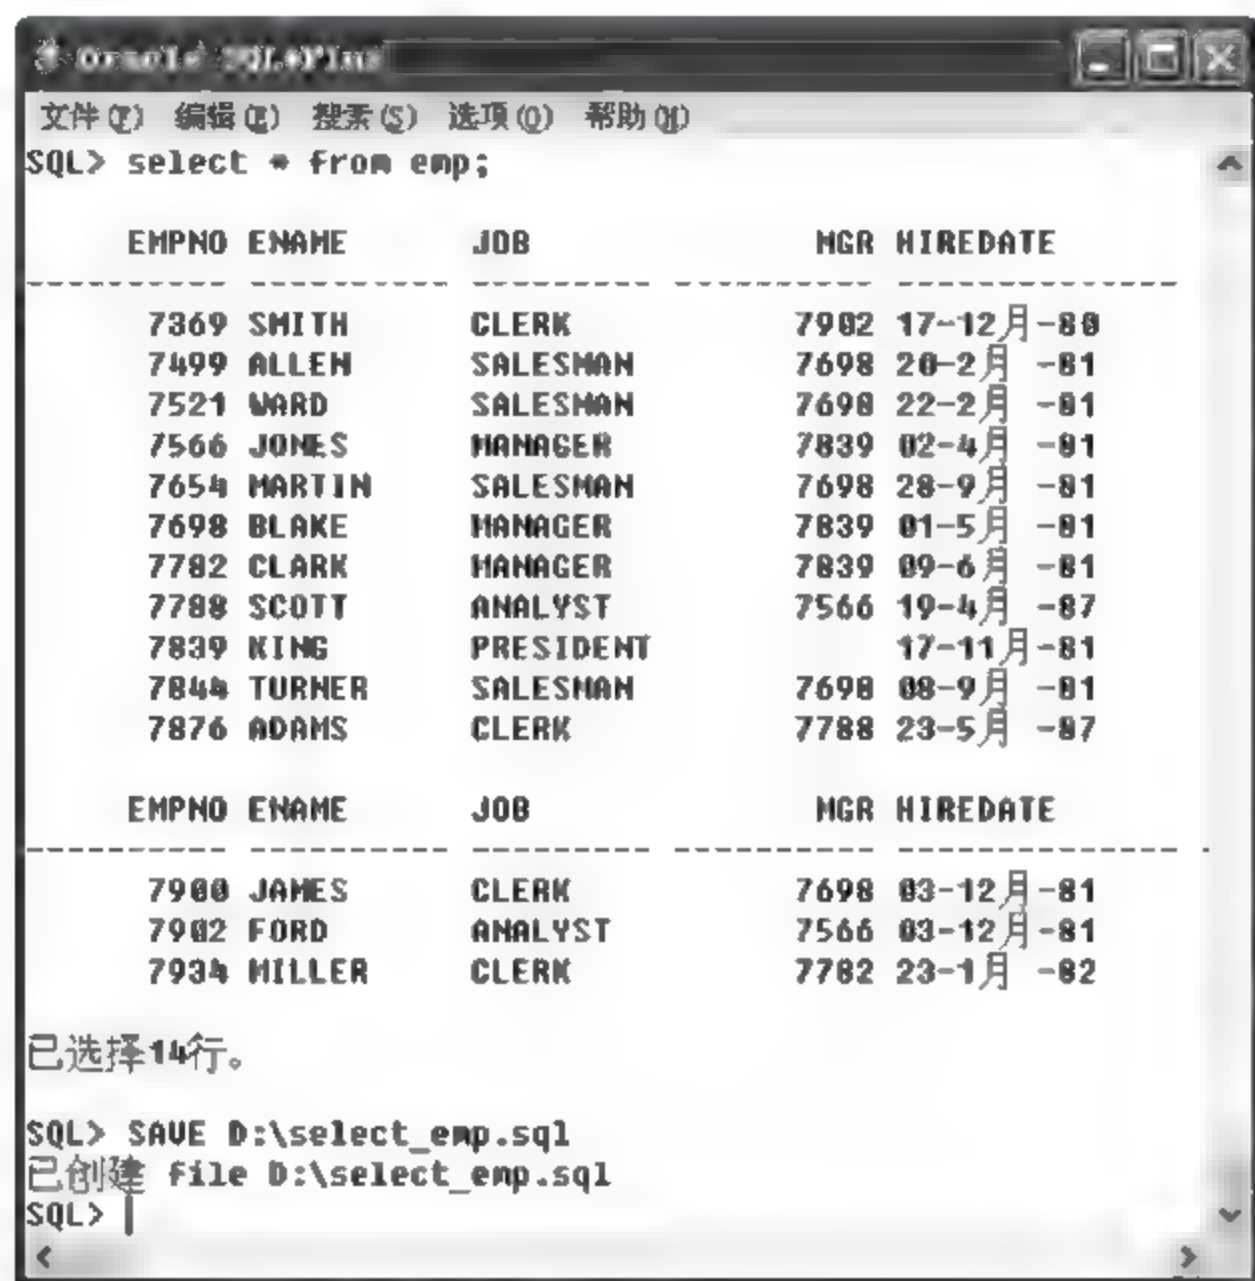 Oracle SQL*Plus
文件(F) 编辑(E) 搜索(S) 选项(O) 帮助(H)
SQL> select * from emp;
EMPNO ENAME JOB MGR HIREDATE
---------- ---------- --------- ---------- --------------
7369 SMITH CLERK 7902 17-12月-80
7499 ALLEN SALESMAN 7698 20-2月 -81
7521 WARD SALESMAN 7698 22-2月 -81
7566 JONES MANAGER 7839 02-4月 -81
7654 MARTIN SALESMAN 7698 28-9月 -81
7698 BLAKE MANAGER 7839 01-5月 -81
7782 CLARK MANAGER 7839 09-6月 -81
7788 SCOTT ANALYST 7566 19-4月 -87
7839 KING PRESIDENT 17-11月-81
7844 TURNER SALESMAN 7698 08-9月 -81
7876 ADAMS CLERK 7788 23-5月 -87
EMPNO ENAME JOB MGR HIREDATE
---------- ---------- --------- ---------- -------------- -
7900 JAMES CLERK 7698 03-12月-81
7902 FORD ANALYST 7566 03-12月-81
7934 MILLER CLERK 7782 23-1月 -82
已选择14行。
SQL> SAVE D:\select_emp.sql
已创建 file D:\select_emp.sql
SQL>